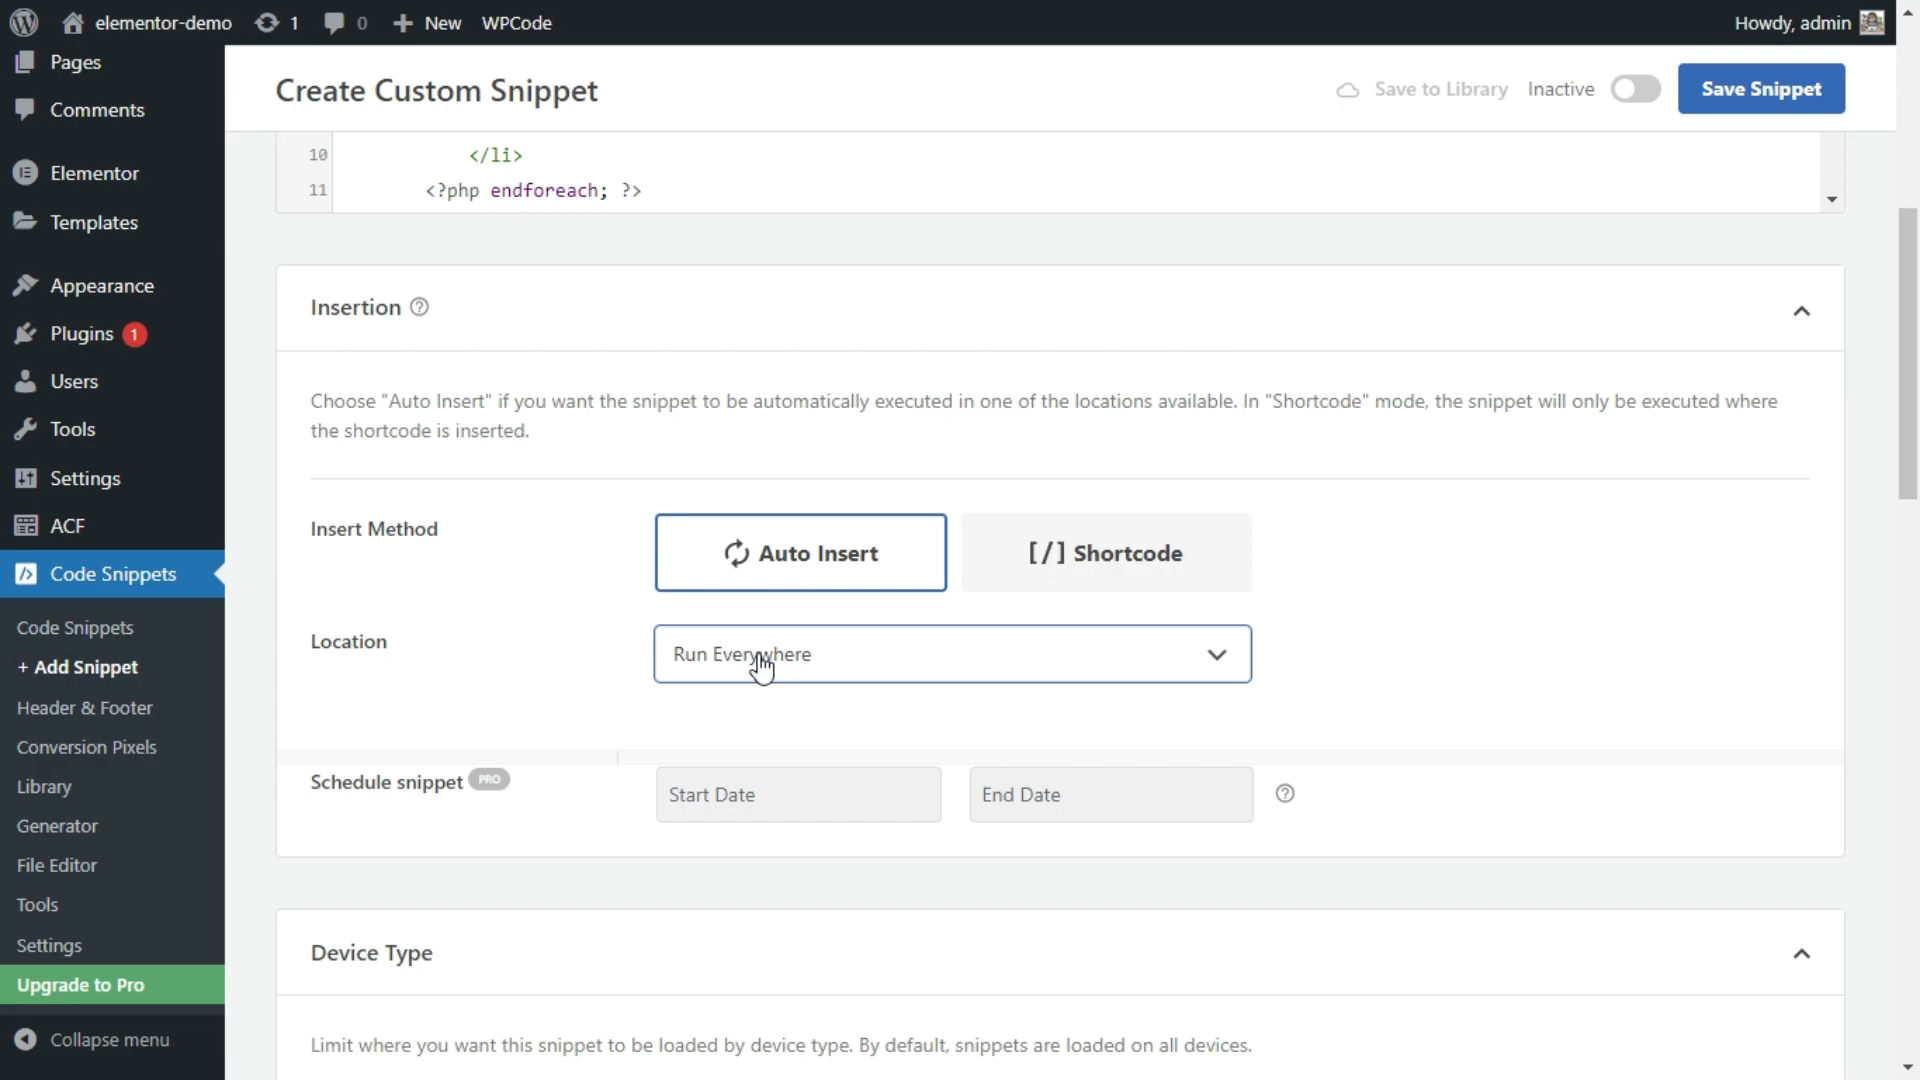 elementor-demo 1 0 New WPCode Howdy, admin
Pages
Comments
Elementor
Templates
Appearance
Plugins 1
Users
Tools
Settings
ACF
Code Snippets
Code Snippets
+ Add Snippet
Header & Footer
Conversion Pixels
Library
Generator
File Editor
Tools
Settings
Upgrade to Pro
Collapse menu
Create Custom Snippet
Save to Library Inactive Save Snippet
10 </li>
11 <?php endforeach; ?>
Insertion
Choose "Auto Insert" if you want the snippet to be automatically executed in one of the locations available. In "Shortcode" mode, the snippet will only be executed where
the shortcode is inserted.
Insert Method Auto Insert [/] Shortcode
Location Run Everywhere
Schedule snippet PRO Start Date End Date
Device Type
Limit where you want this snippet to be loaded by device type. By default, snippets are loaded on all devices.